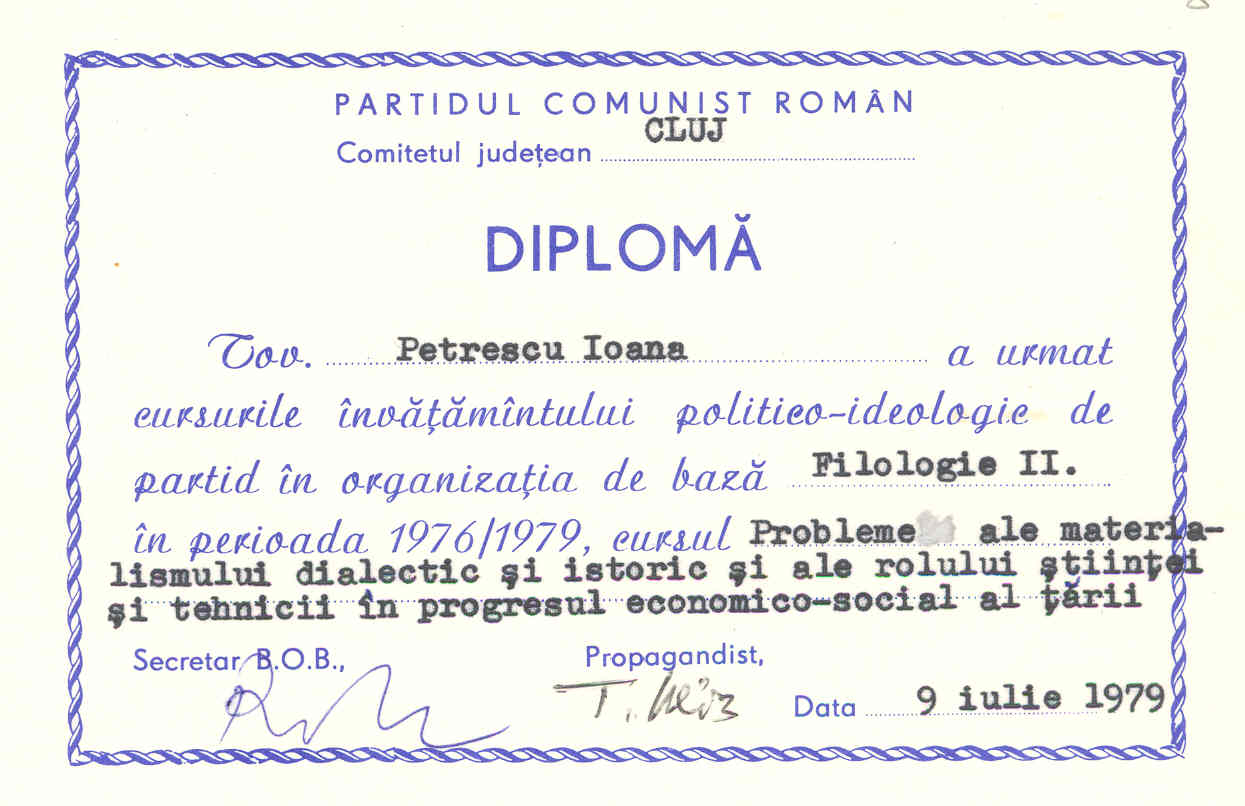 PARTIDUL COMUNIST ROMÂN
CLUJ
Comitetul județean
DIPLOMĂ
Tov. Petrescu Ioana a urmat
cursurile învățămîntului politico-ideologic de
partid în organizația de bază Filologie II.
în perioada 1976/1979, cursul Probleme ale materia-
lismului dialectic și istoric și ale rolului științei
și tehnicii în progresul economico-social al țării
Secretar B.O.B., Propagandist,
Data 9 iulie 1979